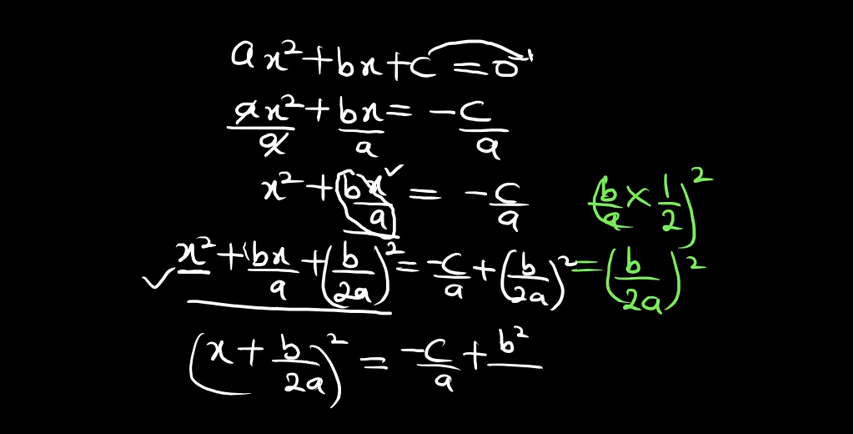 ax² + bx + c = 0
ax²/a + bx/a = -c/a
x² + bx/a = -c/a
(b/a × 1/2)²
x² + bx/a + (b/2a)² = -c/a + (b/2a)²
= (b/2a)²
(x + b/2a)² = -c/a + b²/